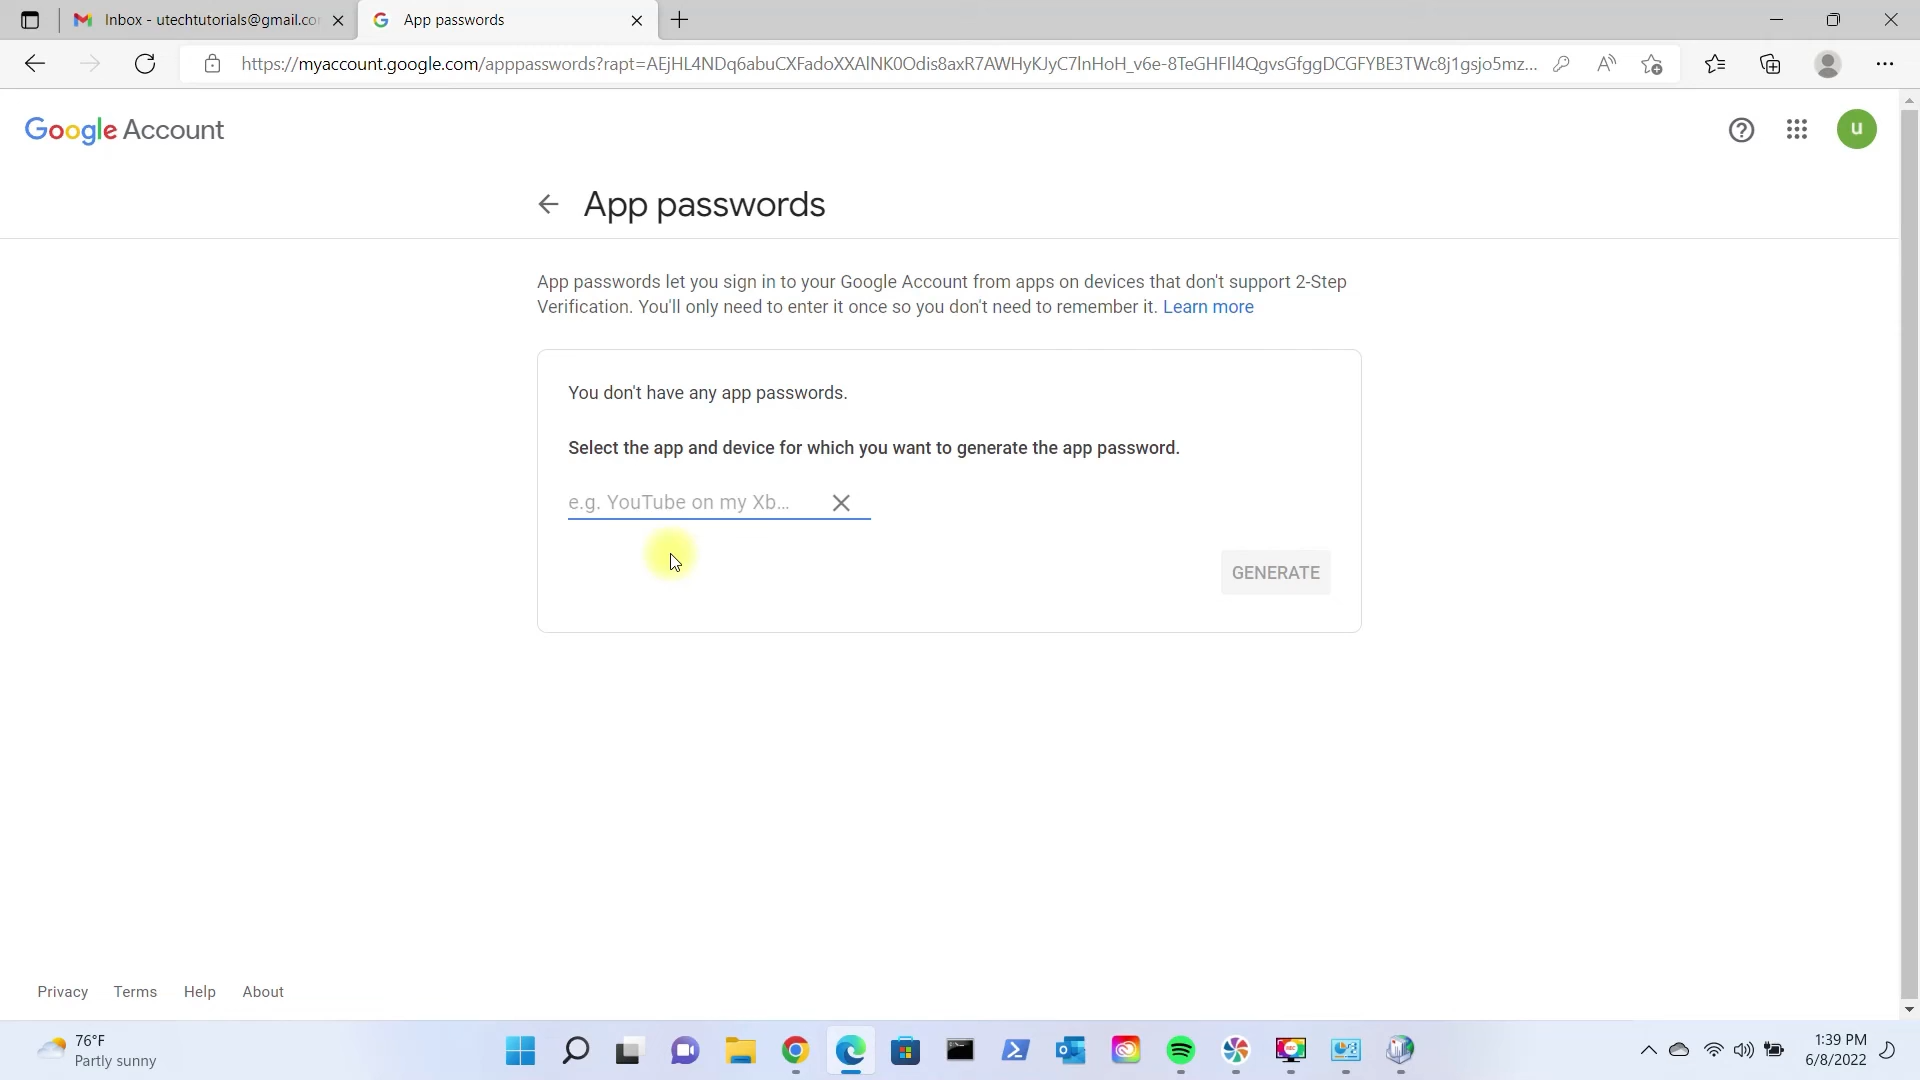 Inbox - utechtutorials@gmail.co
App passwords
https://myaccount.google.com/apppasswords?rapt=AEjHL4NDq6abuCXFadoXXAlNK0Odis8axR7AWHyKJyC7lnHoH_v6e-8TeGHFIl4QgvsGfggDCGFYBE3TWc8j1gsjo5mz...
Google Account
u
App passwords
App passwords let you sign in to your Google Account from apps on devices that don't support 2-Step
Verification. You'll only need to enter it once so you don't need to remember it. Learn more
You don't have any app passwords.
Select the app and device for which you want to generate the app password.
e.g. YouTube on my Xb...
GENERATE
Privacy Terms Help About
76°F
Partly sunny
1:39 PM
6/8/2022